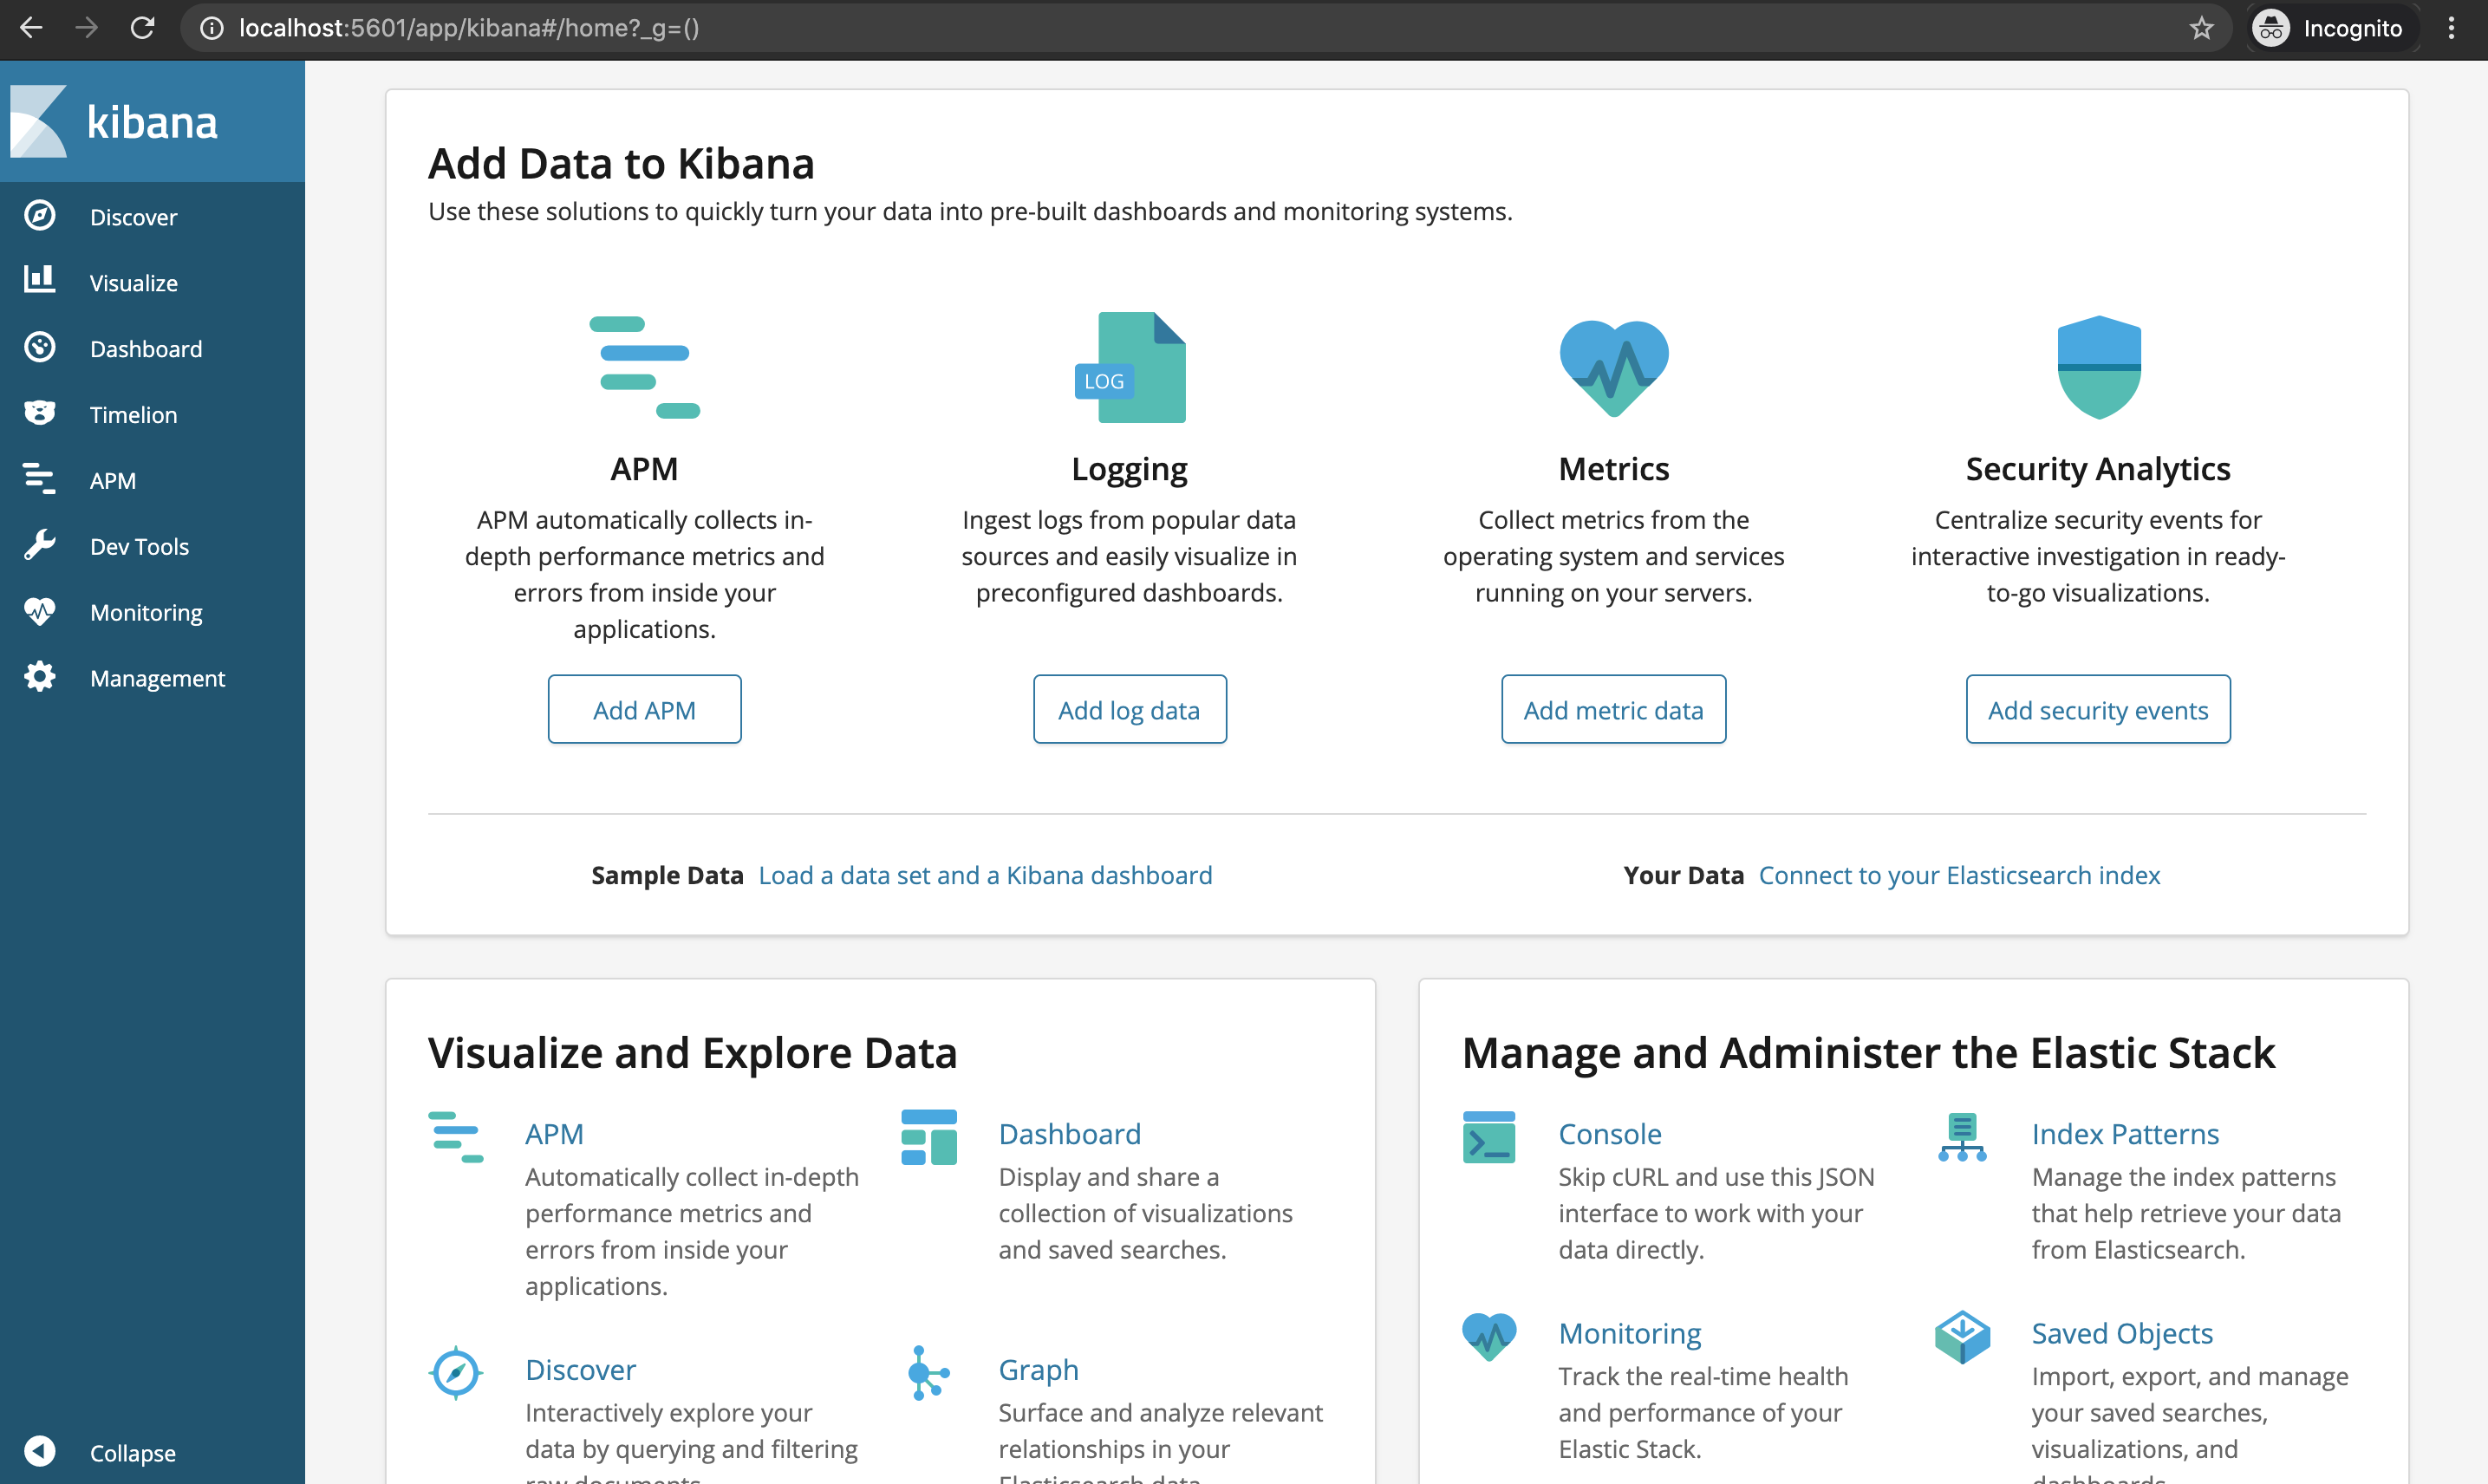 localhost:5601/app/kibana#/home?_g=()
Incognito
kibana
Discover
Visualize
Dashboard
Timelion
APM
Dev Tools
Monitoring
Management
Collapse
Add Data to Kibana
Use these solutions to quickly turn your data into pre-built dashboards and monitoring systems.
APM
APM automatically collects in-
depth performance metrics and
errors from inside your
applications.
Add APM
LOG
Logging
Ingest logs from popular data
sources and easily visualize in
preconfigured dashboards.
Add log data
Metrics
Collect metrics from the
operating system and services
running on your servers.
Add metric data
Security Analytics
Centralize security events for
interactive investigation in ready-
to-go visualizations.
Add security events
Sample Data Load a data set and a Kibana dashboard
Your Data Connect to your Elasticsearch index
Visualize and Explore Data
APM
Automatically collect in-depth
performance metrics and
errors from inside your
applications.
Dashboard
Display and share a
collection of visualizations
and saved searches.
Discover
Interactively explore your
data by querying and filtering
raw documents.
Graph
Surface and analyze relevant
relationships in your
Elasticsearch data.
Manage and Administer the Elastic Stack
Console
Skip cURL and use this JSON
interface to work with your
data directly.
Index Patterns
Manage the index patterns
that help retrieve your data
from Elasticsearch.
Monitoring
Track the real-time health
and performance of your
Elastic Stack.
Saved Objects
Import, export, and manage
your saved searches,
visualizations, and
dashboards.